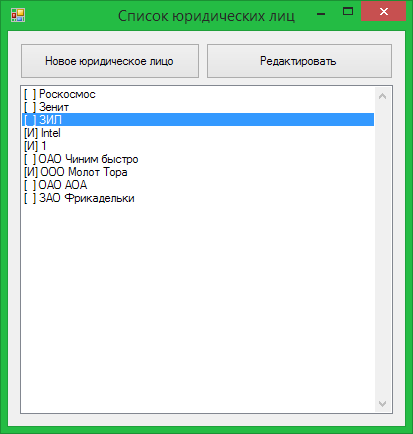 Список юридических лиц
Новое юридическое лицо
Редактировать
[ ] Роскосмос
[ ] Зенит
[ ] ЗИЛ
[И] Intel
[И] 1
[ ] ОАО Чиним быстро
[И] ООО Молот Тора
[ ] ОАО АОА
[ ] ЗАО Фрикадельки